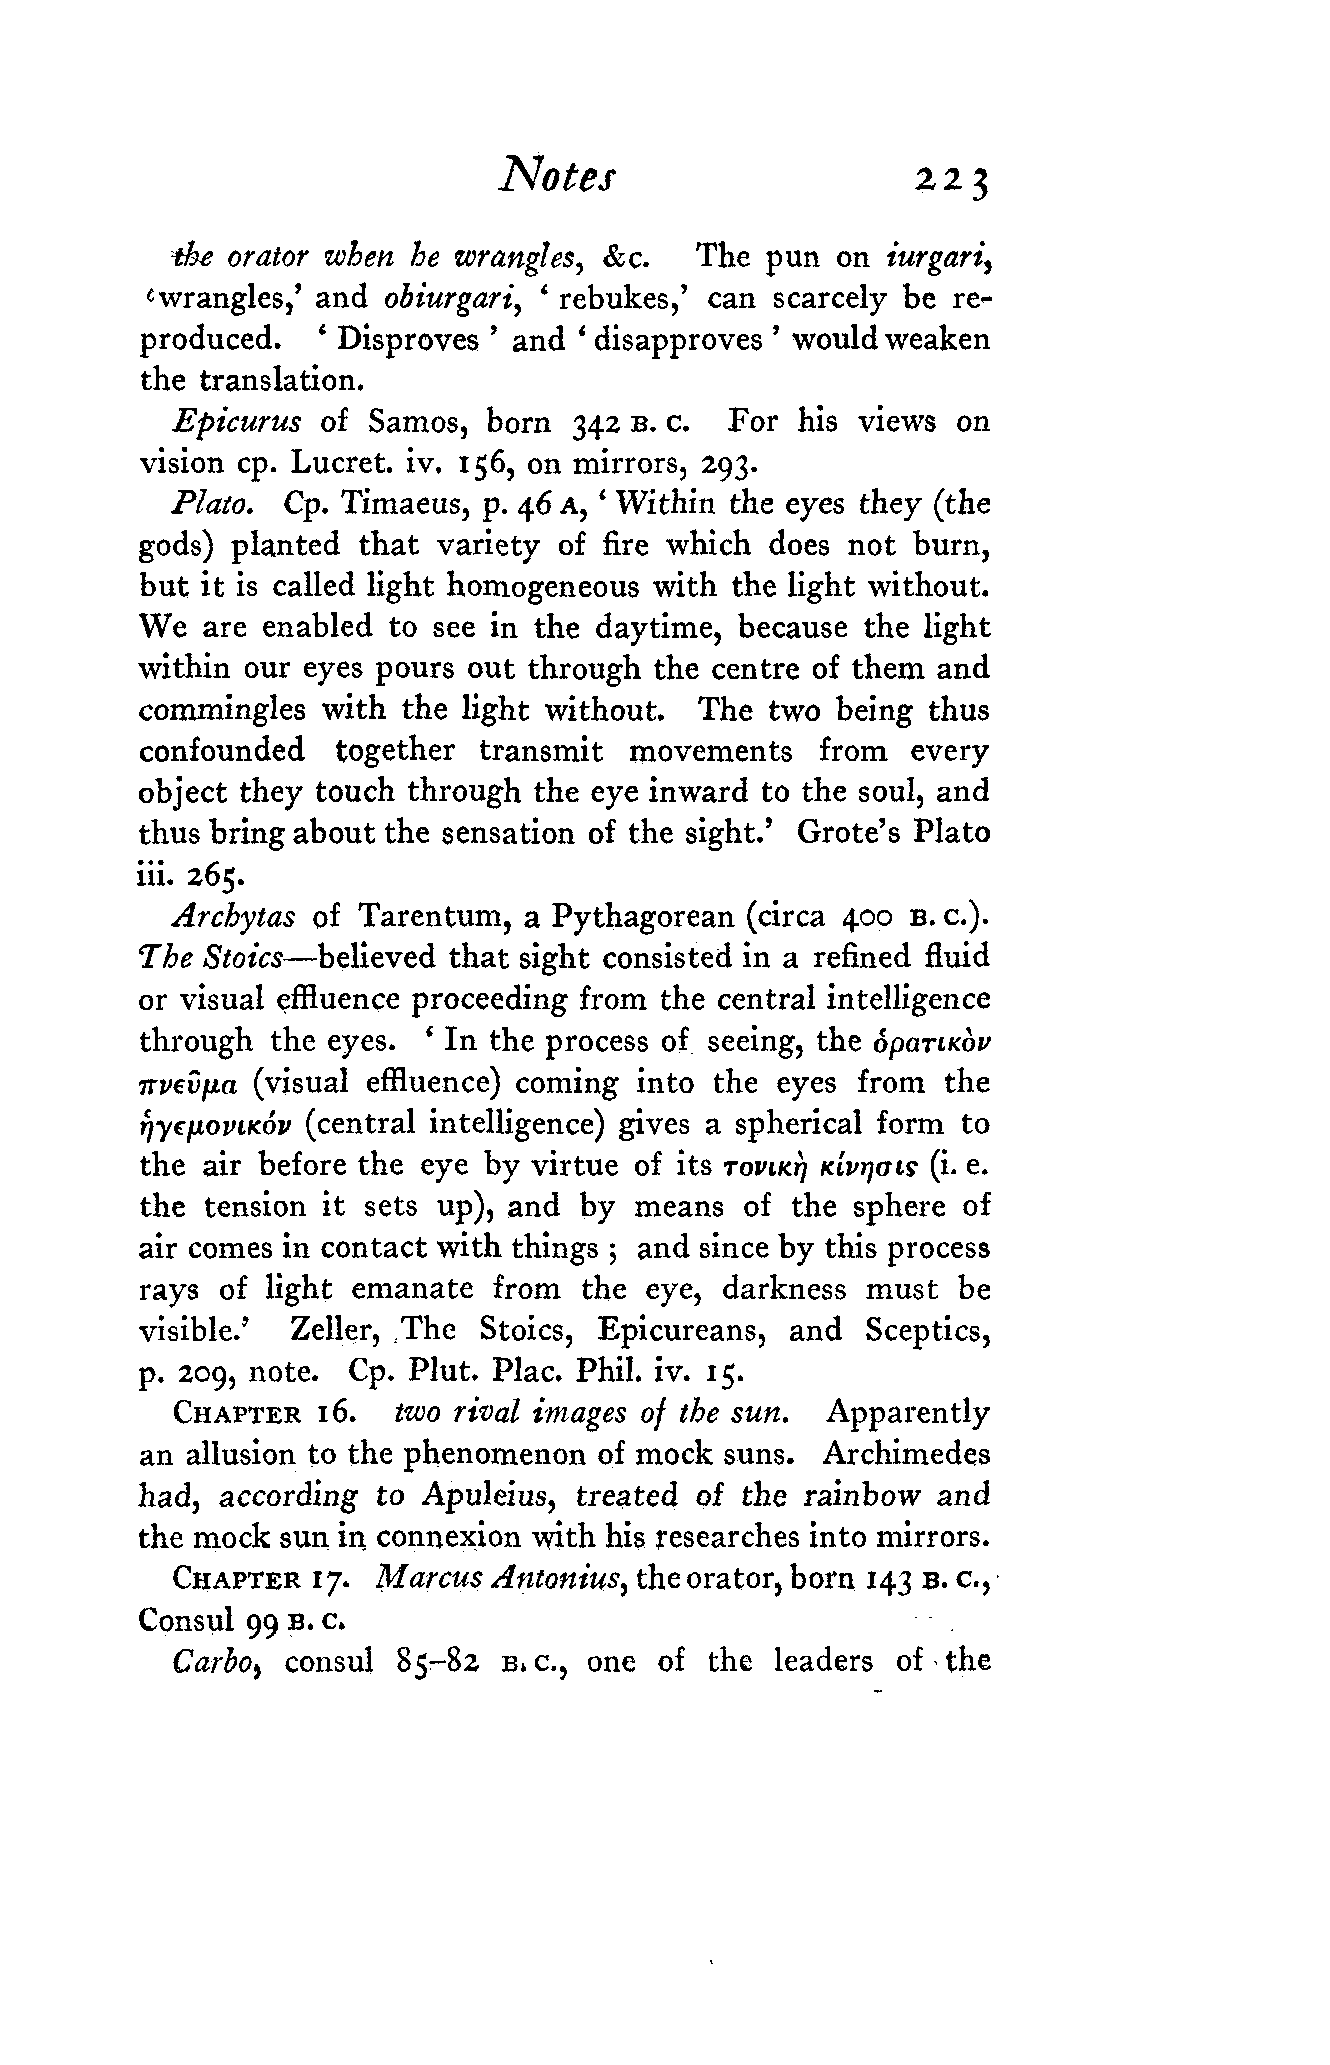 Notes 223
the orator when he wrangles, &c. The pun on iurgari,
‘wrangles,’ and obiurgari, ‘ rebukes,’ can scarcely be re-
produced. ‘ Disproves ’ and ‘ disapproves ’ would weaken
the translation.
Epicurus of Samos, born 342 B. C. For his views on
vision cp. Lucret. iv. 156, on mirrors, 293.
Plato. Cp. Timaeus, p. 46 A, ‘ Within the eyes they (the
gods) planted that variety of fire which does not burn,
but it is called light homogeneous with the light without.
We are enabled to see in the daytime, because the light
within our eyes pours out through the centre of them and
commingles with the light without. The two being thus
confounded together transmit movements from every
object they touch through the eye inward to the soul, and
thus bring about the sensation of the sight.’ Grote’s Plato
iii. 265.
Archytas of Tarentum, a Pythagorean (circa 400 B. C.).
The Stoics—believed that sight consisted in a refined fluid
or visual effluence proceeding from the central intelligence
through the eyes. ‘ In the process of seeing, the ὁρατικὸν
πνεῦμα (visual effluence) coming into the eyes from the
ἡγεμονικόν (central intelligence) gives a spherical form to
the air before the eye by virtue of its τονικὴ κίνησις (i. e.
the tension it sets up), and by means of the sphere of
air comes in contact with things ; and since by this process
rays of light emanate from the eye, darkness must be
visible.’ Zeller, The Stoics, Epicureans, and Sceptics,
p. 209, note. Cp. Plut. Plac. Phil. iv. 15.
CHAPTER 16. two rival images of the sun. Apparently
an allusion to the phenomenon of mock suns. Archimedes
had, according to Apuleius, treated of the rainbow and
the mock sun in connexion with his researches into mirrors.
CHAPTER 17. Marcus Antonius, the orator, born 143 B. C.,
Consul 99 B. C.
Carbo, consul 85–82 B. C., one of the leaders of the